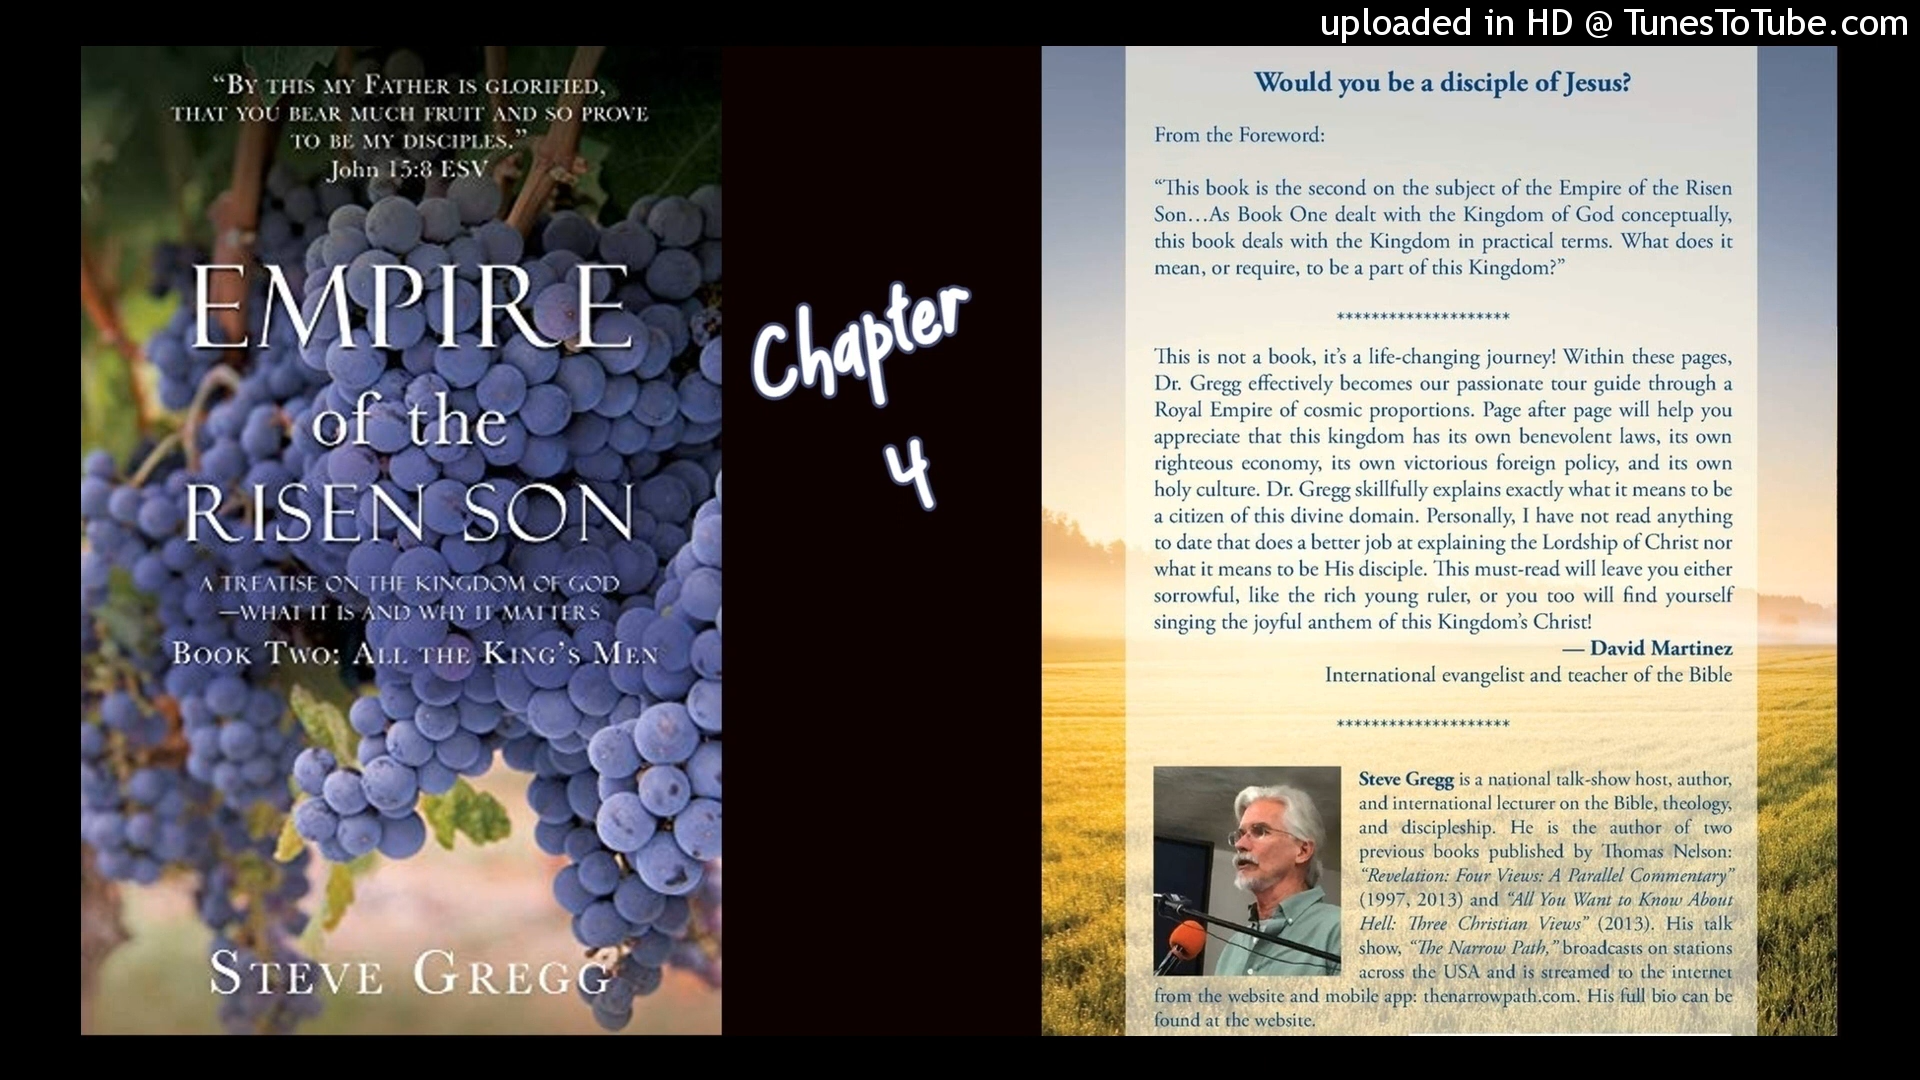 uploaded in HD @ TunesToTube.com
“By this my Father is glorified,
that you bear much fruit and so prove
to be my disciples.”
John 15:8 ESV
EMPIRE
of the
RISEN SON
A TREATISE ON THE KINGDOM OF GOD
—WHAT IT IS AND WHY IT MATTERS
Book Two: All the King’s Men
Steve Gregg
Chapter
4
Would you be a disciple of Jesus?
From the Foreword:
“This book is the second on the subject of the Empire of the Risen
Son…As Book One dealt with the Kingdom of God conceptually,
this book deals with the Kingdom in practical terms. What does it
mean, or require, to be a part of this Kingdom?”
********************
This is not a book, it’s a life-changing journey! Within these pages,
Dr. Gregg effectively becomes our passionate tour guide through a
Royal Empire of cosmic proportions. Page after page will help you
appreciate that this kingdom has its own benevolent laws, its own
righteous economy, its own victorious foreign policy, and its own
holy culture. Dr. Gregg skillfully explains exactly what it means to be
a citizen of this divine domain. Personally, I have not read anything
to date that does a better job at explaining the Lordship of Christ nor
what it means to be His disciple. This must-read will leave you either
sorrowful, like the rich young ruler, or you too will find yourself
singing the joyful anthem of this Kingdom’s Christ!
— David Martinez
International evangelist and teacher of the Bible
********************
Steve Gregg is a national talk-show host, author,
and international lecturer on the Bible, theology,
and discipleship. He is the author of two
previous books published by Thomas Nelson:
“Revelation: Four Views: A Parallel Commentary”
(1997, 2013) and “All You Want to Know About
Hell: Three Christian Views” (2013). His talk
show, “The Narrow Path,” broadcasts on stations
across the USA and is streamed to the internet
from the website and mobile app: thenarrowpath.com. His full bio can be
found at the website.